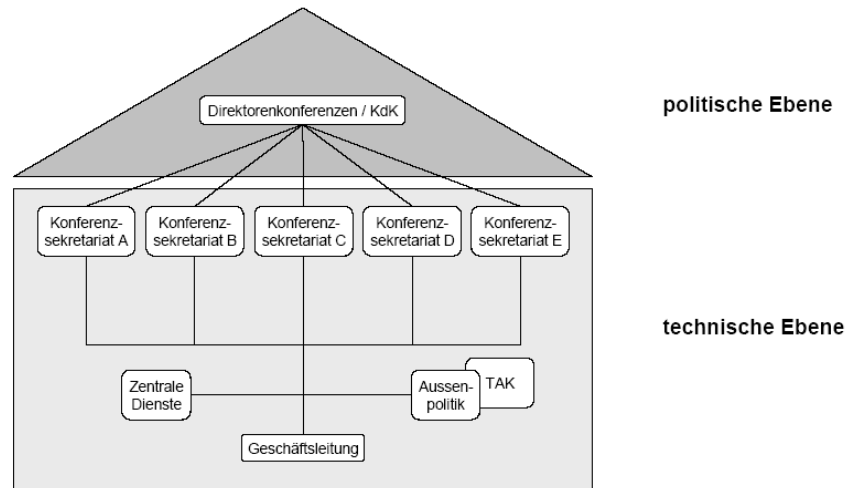 Direktorenkonferenzen / KdK
politische Ebene
Konferenz-
sekretariat A
Konferenz-
sekretariat B
Konferenz-
sekretariat C
Konferenz-
sekretariat D
Konferenz-
sekretariat E
technische Ebene
Zentrale
Dienste
Aussen-
politik
TAK
Geschäftsleitung